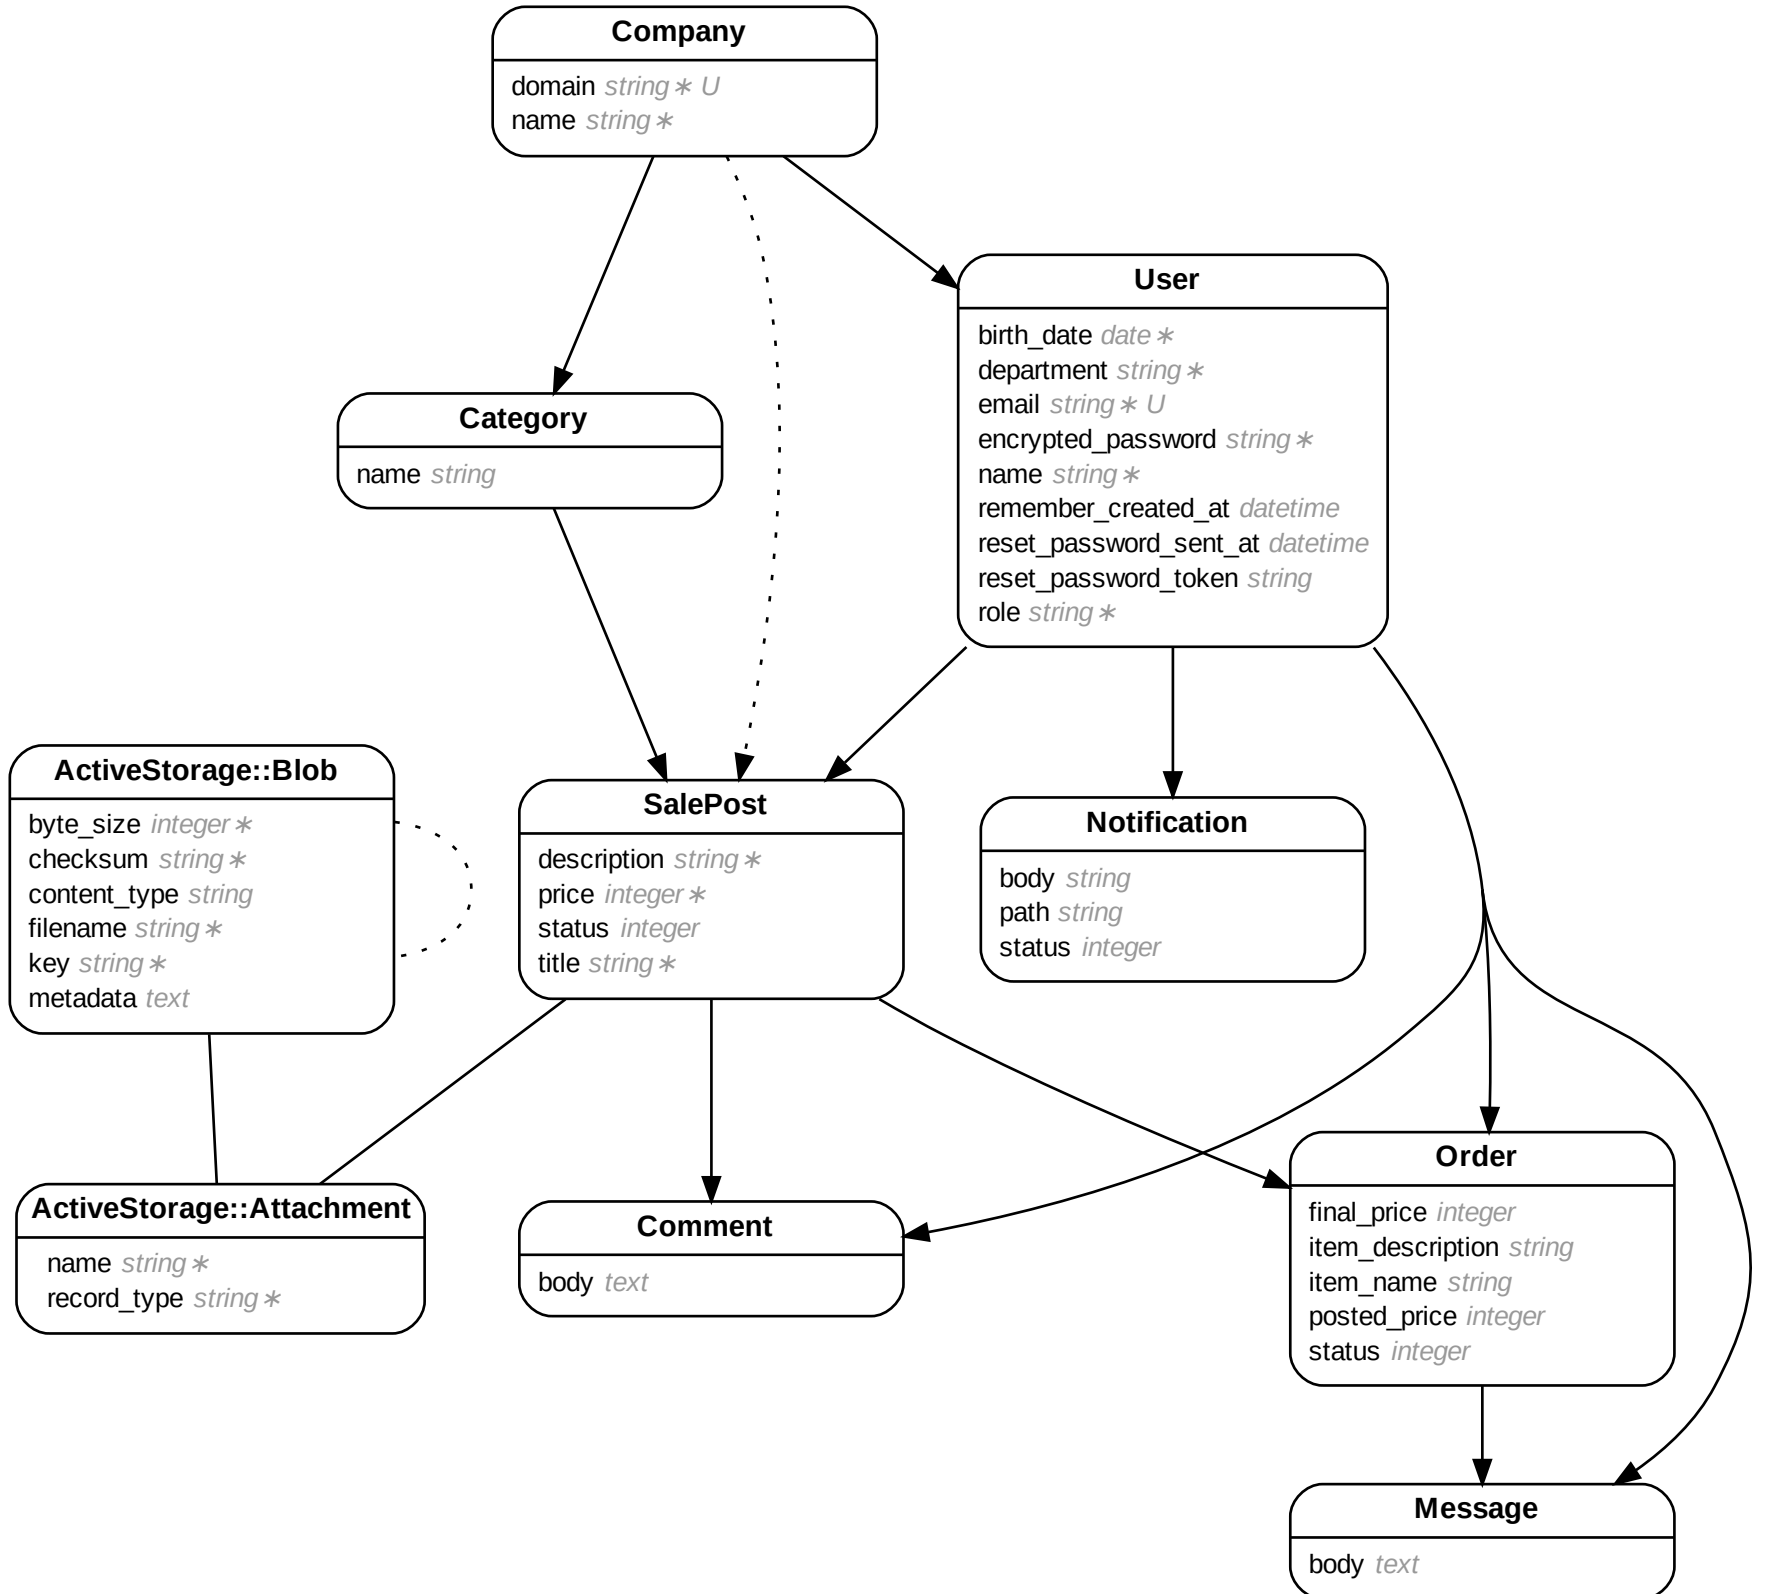 Company
domain string∗ U
name string∗
User
birth_date date∗
department string∗
email string∗ U
encrypted_password string∗
name string∗
remember_created_at datetime
reset_password_sent_at datetime
reset_password_token string
role string∗
Category
name string
ActiveStorage::Blob
byte_size integer∗
checksum string∗
content_type string
filename string∗
key string∗
metadata text
SalePost
description string∗
price integer∗
status integer
title string∗
Notification
body string
path string
status integer
ActiveStorage::Attachment
name string∗
record_type string∗
Comment
body text
Order
final_price integer
item_description string
item_name string
posted_price integer
status integer
Message
body text